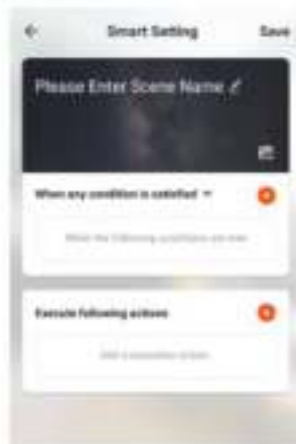 Smart Setting
Save
Please Enter Scene Name
When any condition is satisfied
Execute following actions